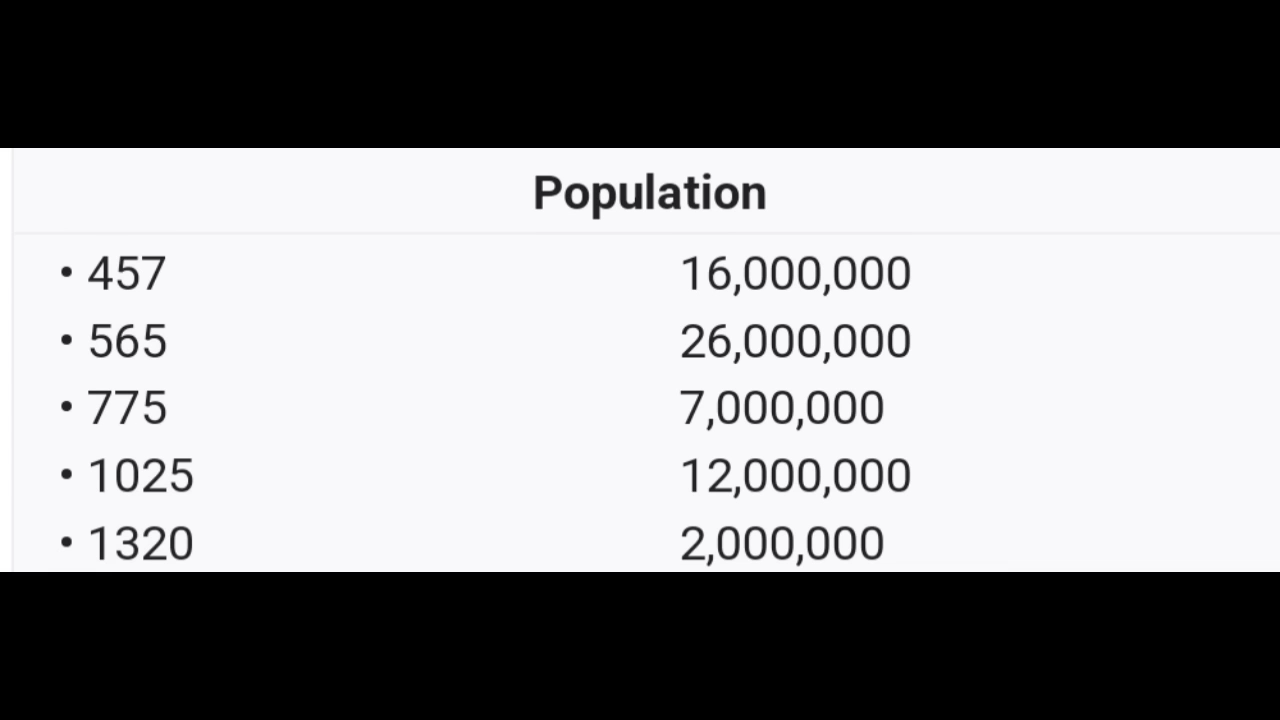 Population
• 457 16,000,000
• 565 26,000,000
• 775 7,000,000
• 1025 12,000,000
• 1320 2,000,000